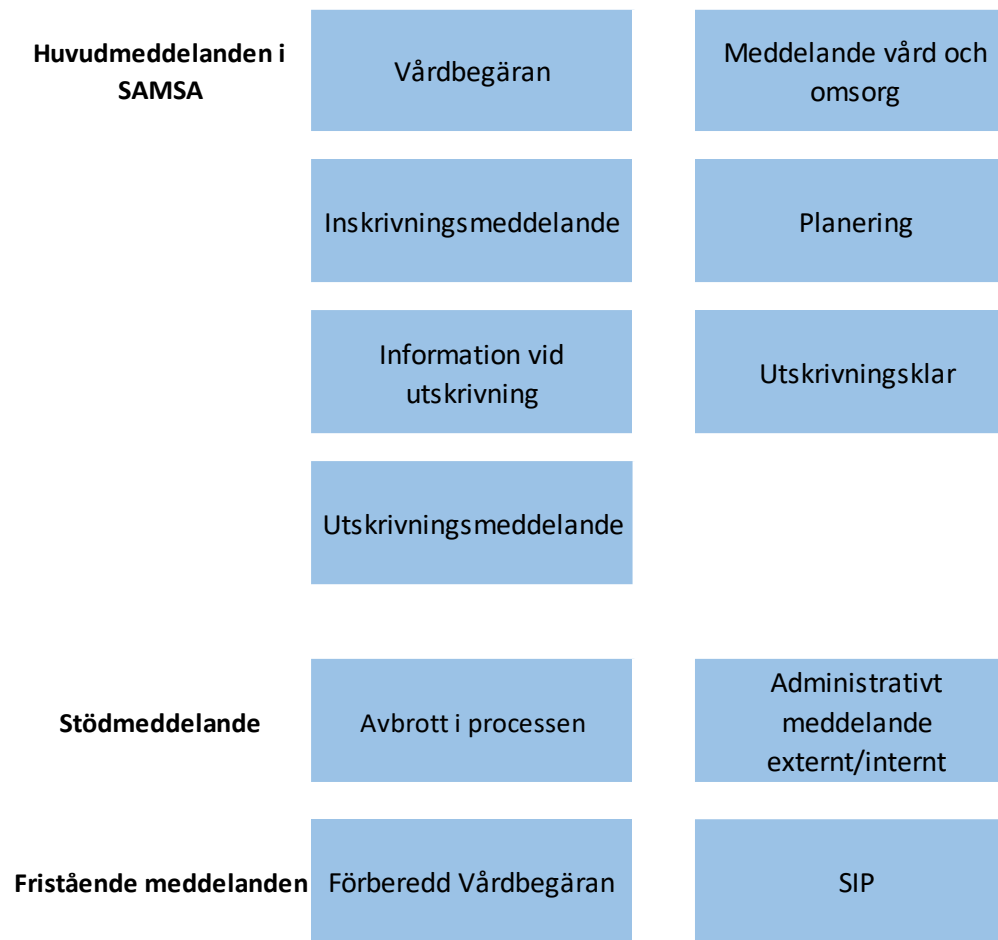 Huvudmeddelanden i
SAMSA
Vårdbegäran
Meddelande vård och
omsorg
Inskrivningsmeddelande
Planering
Information vid
utskrivning
Utskrivningsklar
Utskrivningsmeddelande
Stödmeddelande
Avbrott i processen
Administrativt
meddelande
externt/internt
Fristående meddelanden
Förberedd Vårdbegäran
SIP